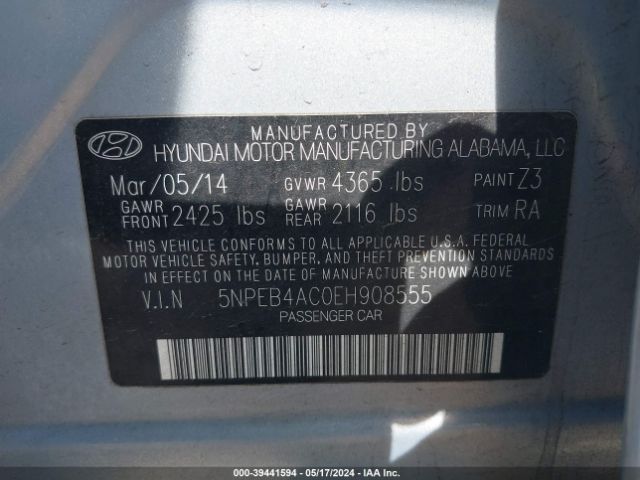 MANUFACTURED BY
HYUNDAI MOTOR MANUFACTURING ALABAMA, LLC
Mar/05/14 GVWR 4365 lbs PAINT Z3
GAWR FRONT 2425 lbs GAWR REAR 2116 lbs TRIM RA
THIS VEHICLE CONFORMS TO ALL APPLICABLE U.S.A. FEDERAL
MOTOR VEHICLE SAFETY, BUMPER, AND THEFT PREVENTION STANDARDS
IN EFFECT ON THE DATE OF MANUFACTURE SHOWN ABOVE.
V.I.N 5NPEB4AC0EH908555
PASSENGER CAR
000-39441594 - 05/17/2024 - IAA Inc.